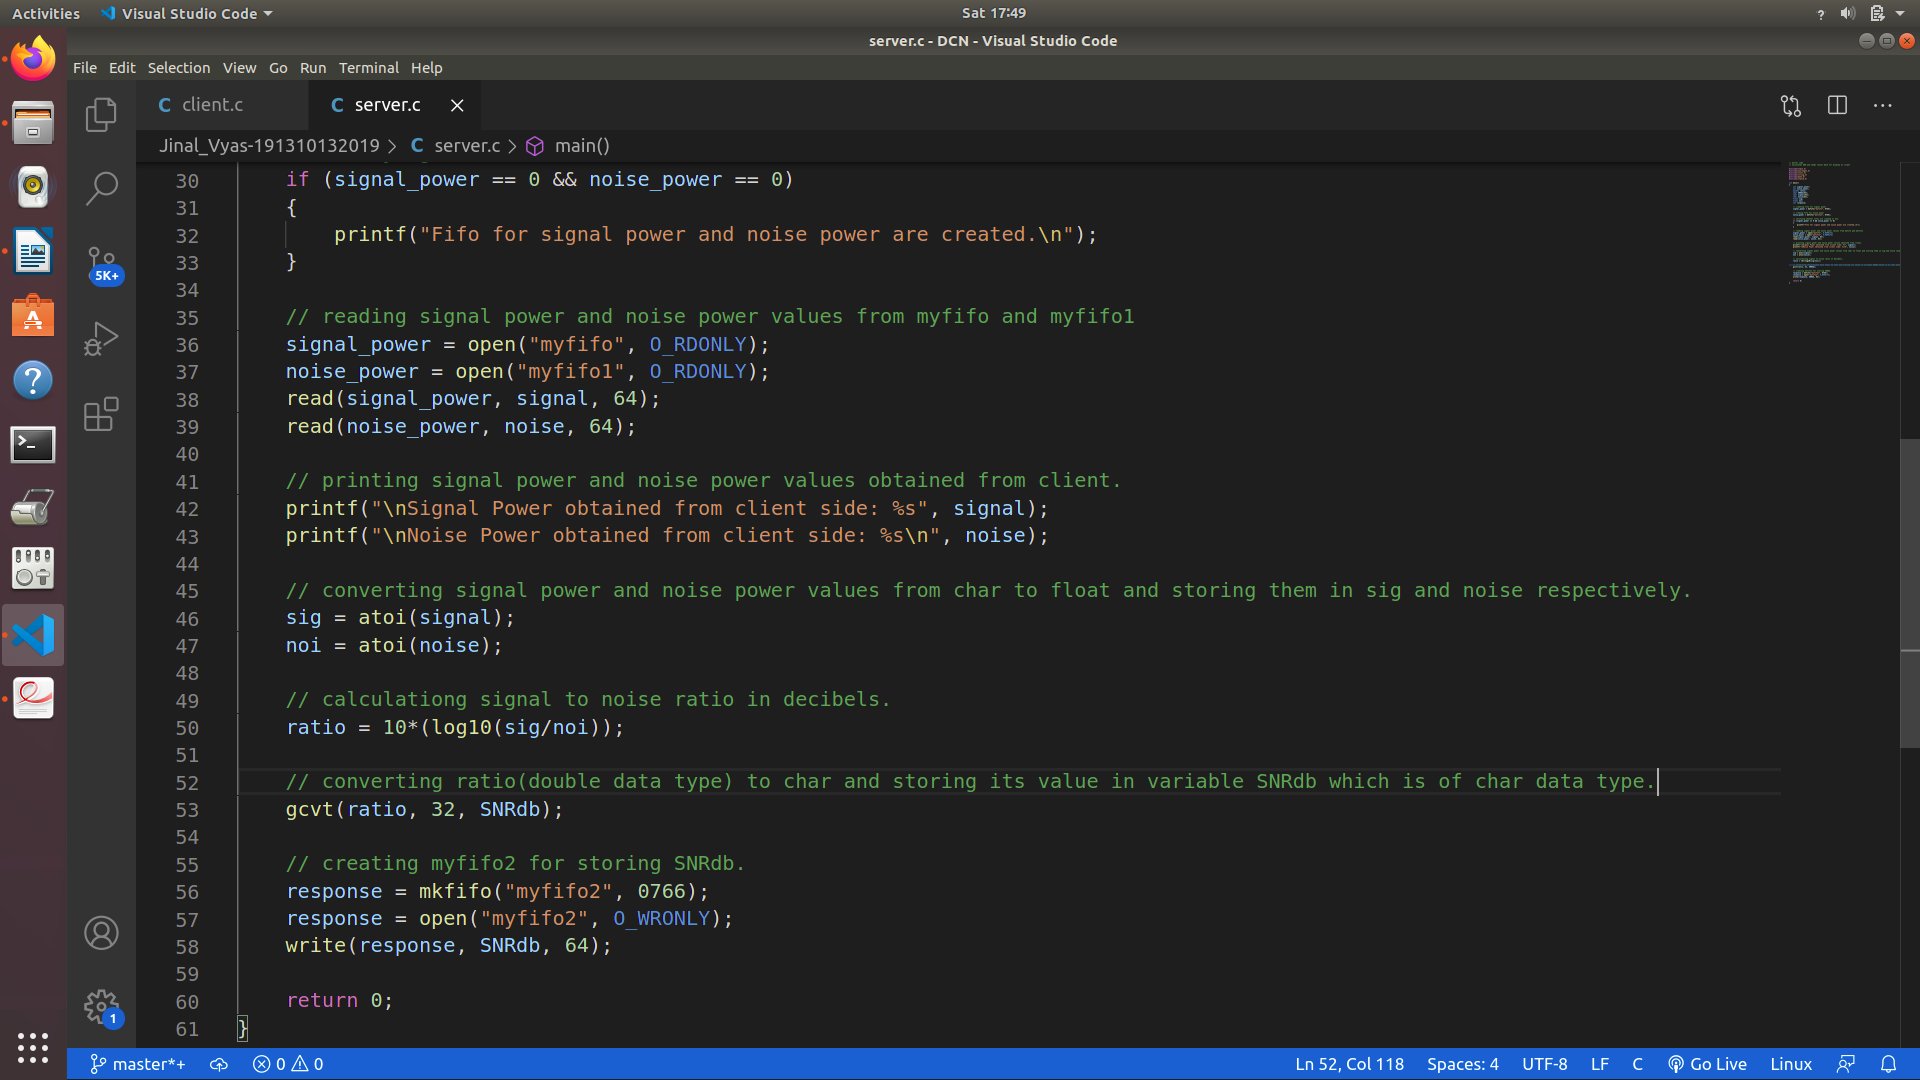 Activities Visual Studio Code Sat 17:49 ?
server.c - DCN - Visual Studio Code
File Edit Selection View Go Run Terminal Help
C client.c C server.c
Jinal_Vyas-191310132019 > C server.c > main()
30 if (signal_power == 0 && noise_power == 0)
31 {
32 printf("Fifo for signal power and noise power are created.\n");
33 }
34
35 // reading signal power and noise power values from myfifo and myfifo1
36 signal_power = open("myfifo", O_RDONLY);
37 noise_power = open("myfifo1", O_RDONLY);
38 read(signal_power, signal, 64);
39 read(noise_power, noise, 64);
40
41 // printing signal power and noise power values obtained from client.
42 printf("\nSignal Power obtained from client side: %s", signal);
43 printf("\nNoise Power obtained from client side: %s\n", noise);
44
45 // converting signal power and noise power values from char to float and storing them in sig and noise respectively.
46 sig = atoi(signal);
47 noi = atoi(noise);
48
49 // calculationg signal to noise ratio in decibels.
50 ratio = 10*(log10(sig/noi));
51
52 // converting ratio(double data type) to char and storing its value in variable SNRdb which is of char data type.
53 gcvt(ratio, 32, SNRdb);
54
55 // creating myfifo2 for storing SNRdb.
56 response = mkfifo("myfifo2", 0766);
57 response = open("myfifo2", O_WRONLY);
58 write(response, SNRdb, 64);
59
60 return 0;
61 }
5K+
1
master*+ 0 0 Ln 52, Col 118 Spaces: 4 UTF-8 LF C Go Live Linux